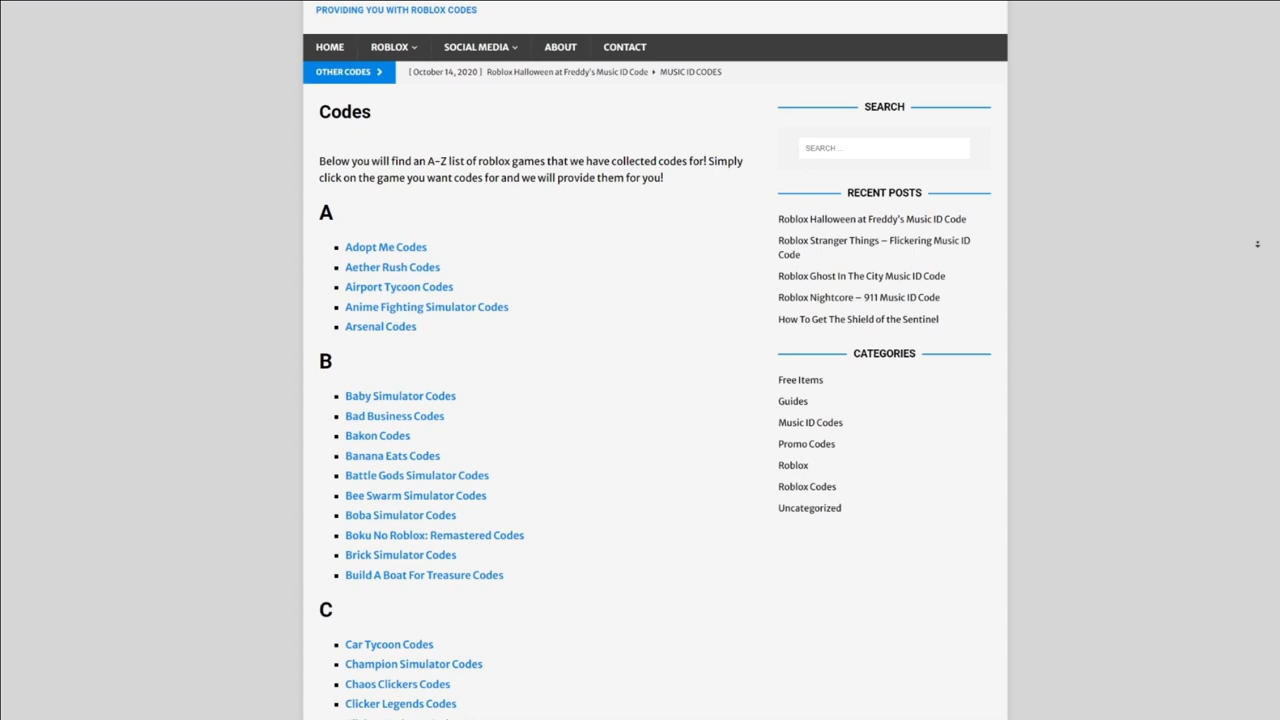 PROVIDING YOU WITH ROBLOX CODES
HOME ROBLOX SOCIAL MEDIA ABOUT CONTACT
OTHER CODES [ October 14, 2020 ] Roblox Halloween at Freddy's Music ID Code MUSIC ID CODES
Codes
Below you will find an A-Z list of roblox games that we have collected codes for! Simply
click on the game you want codes for and we will provide them for you!
A
Adopt Me Codes
Aether Rush Codes
Airport Tycoon Codes
Anime Fighting Simulator Codes
Arsenal Codes
B
Baby Simulator Codes
Bad Business Codes
Bakon Codes
Banana Eats Codes
Battle Gods Simulator Codes
Bee Swarm Simulator Codes
Boba Simulator Codes
Boku No Roblox: Remastered Codes
Brick Simulator Codes
Build A Boat For Treasure Codes
C
Car Tycoon Codes
Champion Simulator Codes
Chaos Clickers Codes
Clicker Legends Codes
SEARCH
SEARCH ...
RECENT POSTS
Roblox Halloween at Freddy's Music ID Code
Roblox Stranger Things – Flickering Music ID
Code
Roblox Ghost In The City Music ID Code
Roblox Nightcore – 911 Music ID Code
How To Get The Shield of the Sentinel
CATEGORIES
Free Items
Guides
Music ID Codes
Promo Codes
Roblox
Roblox Codes
Uncategorized